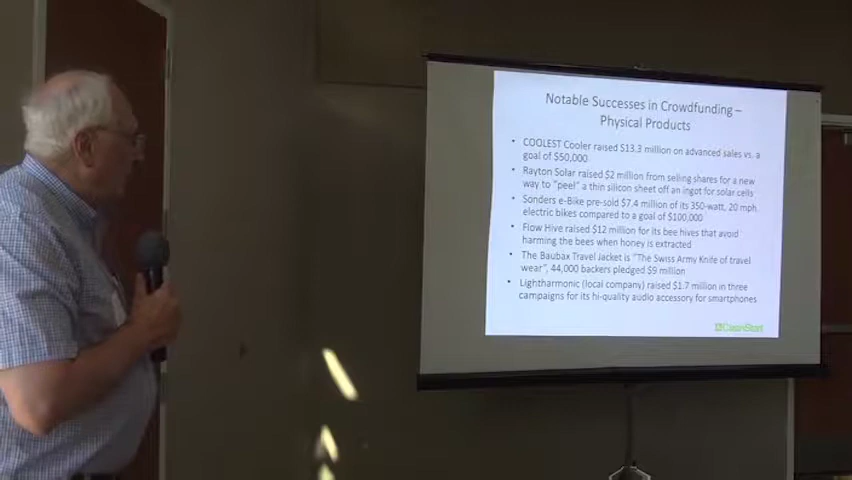 Notable Successes in Crowdfunding –
Physical Products
• COOLEST Cooler raised $13.3 million on advanced sales vs. a
goal of $50,000
• Rayton Solar raised $2 million from selling shares for a new
way to "peel" a thin silicon sheet off an ingot for solar cells
• Sonders e-Bike pre-sold $7.4 million of its 350-watt, 20 mph
electric bikes compared to a goal of $100,000
• Flow Hive raised $12 million for its bee hives that avoid
harming the bees when honey is extracted
• The Baubax Travel Jacket is "The Swiss Army Knife of travel
wear", 44,000 backers pledged $9 million
• Lightharmonic (local company) raised $1.7 million in three
campaigns for its hi-quality audio accessory for smartphones
CleanStart